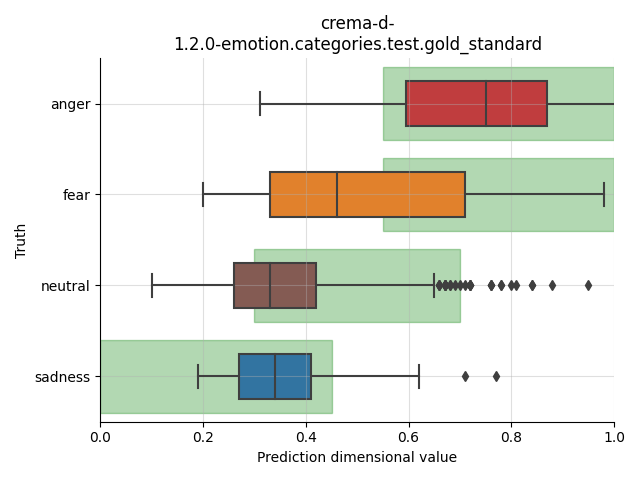 crema-d-
1.2.0-emotion.categories.test.gold_standard
anger
fear
neutral
sadness
Truth
0.0 0.2 0.4 0.6 0.8 1.0
Prediction dimensional value